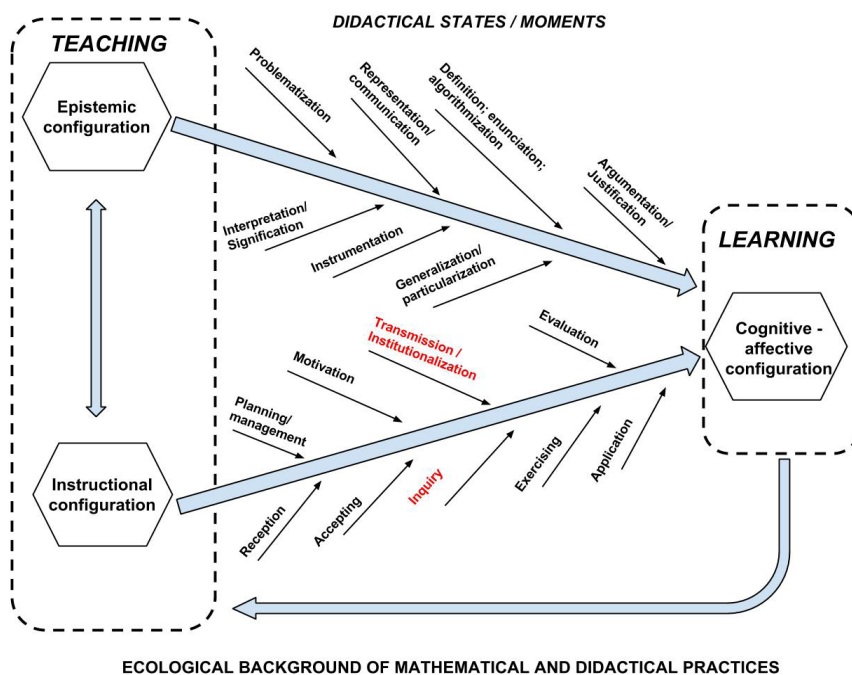 DIDACTICAL STATES / MOMENTS
TEACHING
Epistemic
configuration
Problematization
Representation/
communication
Definition; enunciation;
algorithmization
Argumentation/
Justification
Interpretation/
Signification
Instrumentation
Generalization/
particularization
LEARNING
Cognitive -
affective
configuration
Transmission /
Institutionalization
Evaluation
Motivation
Planning/
management
Instructional
configuration
Reception
Accepting
Inquiry
Exercising
Application
ECOLOGICAL BACKGROUND OF MATHEMATICAL AND DIDACTICAL PRACTICES